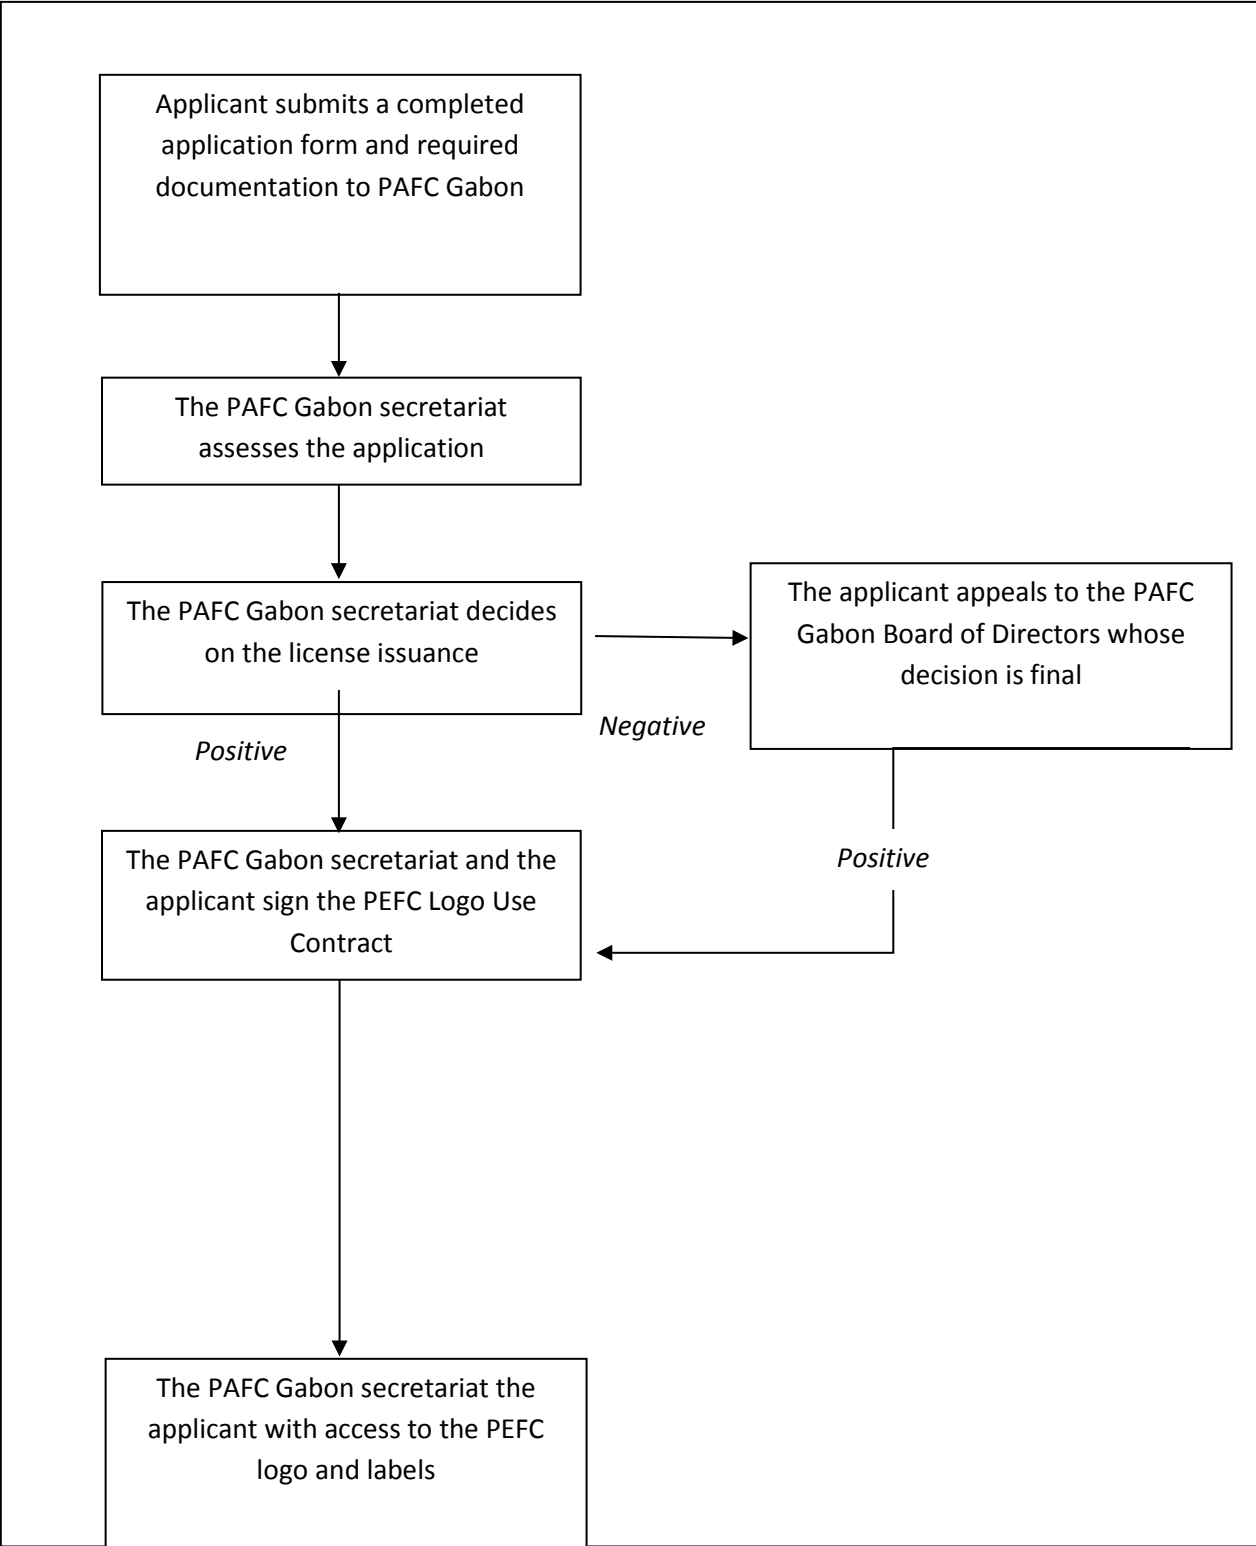 Applicant submits a completed
application form and required
documentation to PAFC Gabon
The PAFC Gabon secretariat
assesses the application
The PAFC Gabon secretariat decides
on the license issuance
The applicant appeals to the PAFC
Gabon Board of Directors whose
decision is final
Negative
Positive
Positive
The PAFC Gabon secretariat and the
applicant sign the PEFC Logo Use
Contract
The PAFC Gabon secretariat the
applicant with access to the PEFC
logo and labels